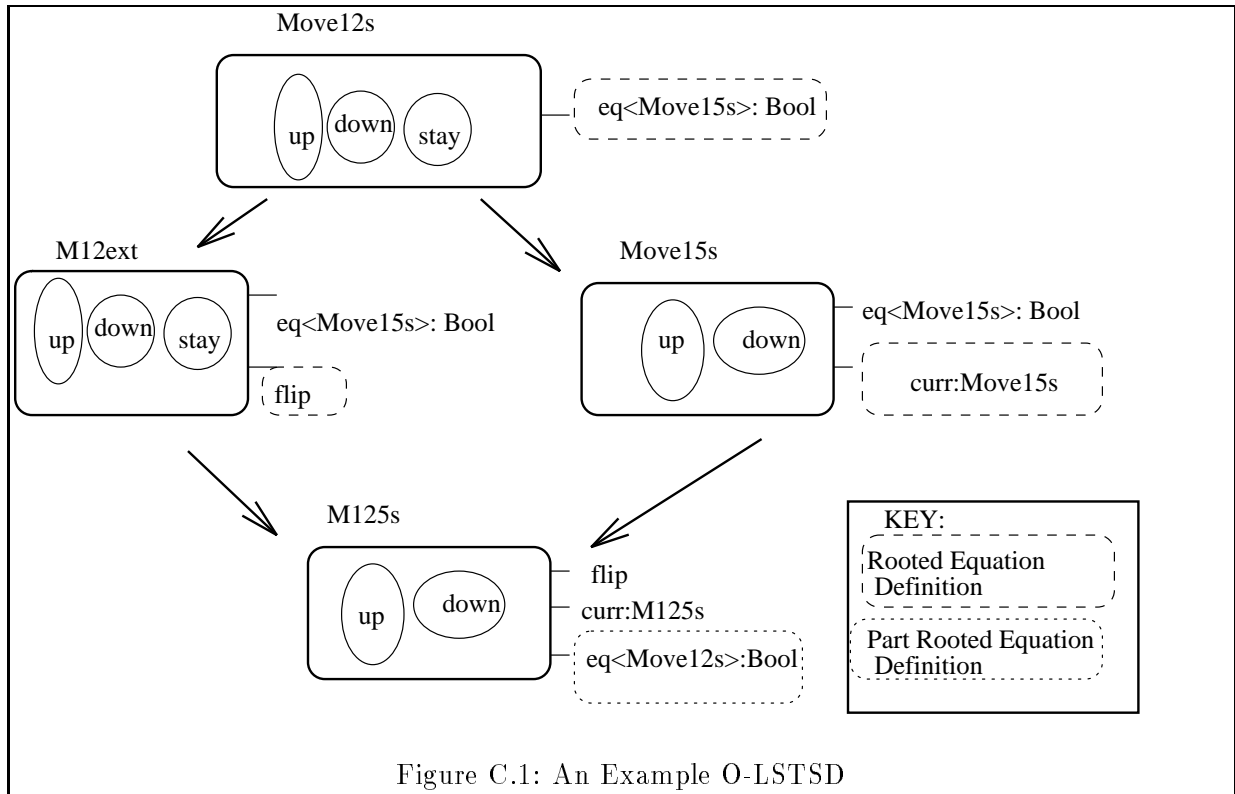 Move12s
up
down
stay
eq<Move15s>: Bool
M12ext
up
down
stay
eq<Move15s>: Bool
flip
Move15s
up
down
eq<Move15s>: Bool
curr:Move15s
M125s
up
down
flip
curr:M125s
eq<Move12s>:Bool
KEY:
Rooted Equation
Definition
Part Rooted Equation
Definition
Figure C.1: An Example O-LSTSD